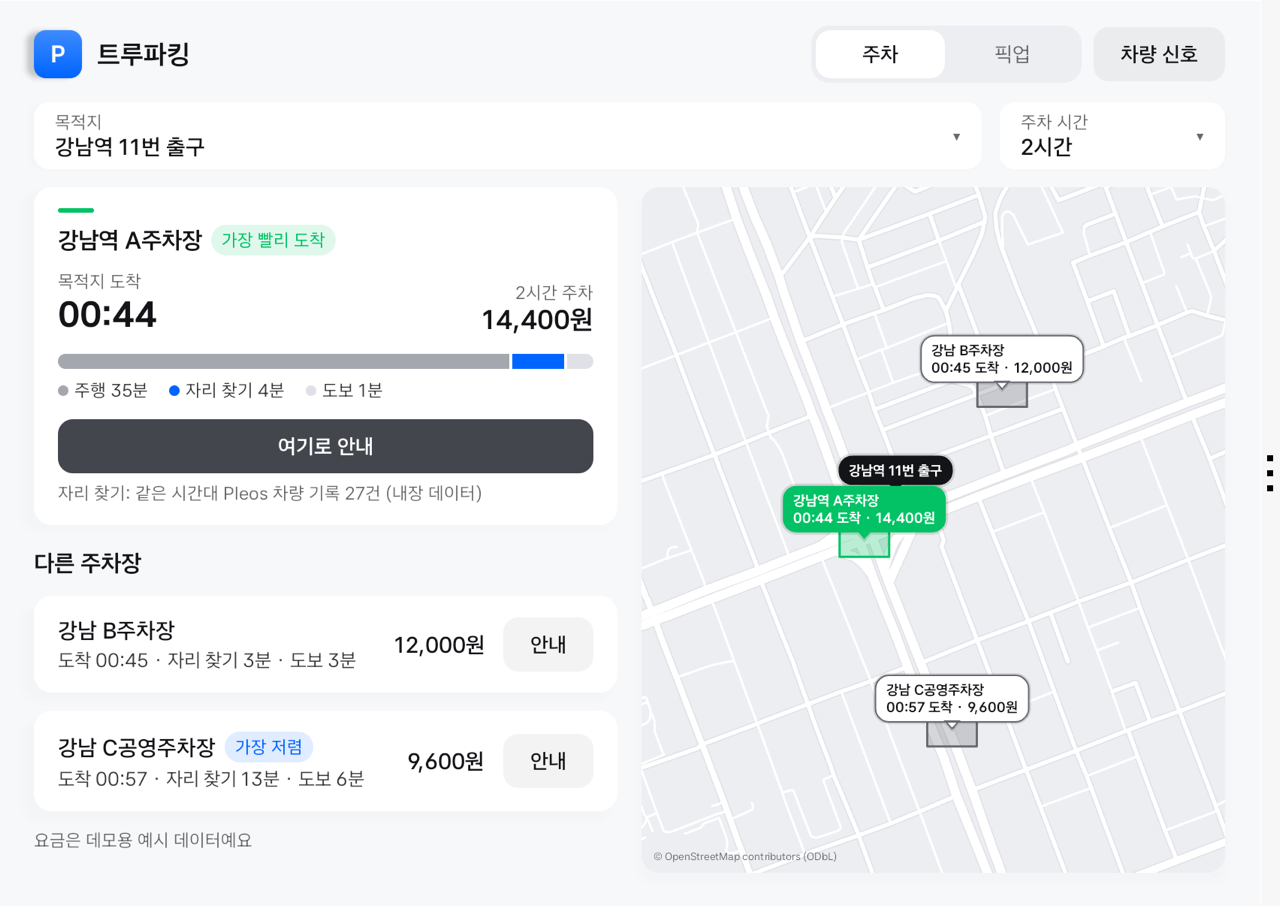 P 트루파킹
주차 픽업 차량 신호
목적지
강남역 11번 출구 ▼
주차 시간
2시간 ▼
강남역 A주차장 가장 빨리 도착
목적지 도착
00:44
2시간 주차
14,400원
주행 35분 자리 찾기 4분 도보 1분
여기로 안내
자리 찾기: 같은 시간대 Pleos 차량 기록 27건 (내장 데이터)
다른 주차장
강남 B주차장
도착 00:45 · 자리 찾기 3분 · 도보 3분
12,000원 안내
강남 C공영주차장 가장 저렴
도착 00:57 · 자리 찾기 13분 · 도보 6분
9,600원 안내
요금은 데모용 예시 데이터예요
강남 B주차장
00:45 도착 · 12,000원
강남역 11번 출구
강남역 A주차장
00:44 도착 · 14,400원
강남 C공영주차장
00:57 도착 · 9,600원
© OpenStreetMap contributors (ODbL)